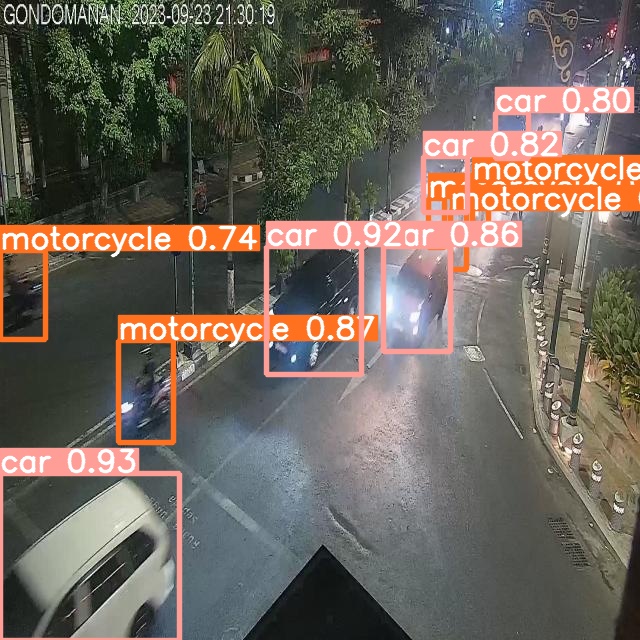 GONDOMANAN 2023-09-23 21:30:19
car 0.80
car 0.82
motorcycle
motorcycle
motorcycle 0.74
car 0.92
ar 0.86
motorcycle 0.87
car 0.93